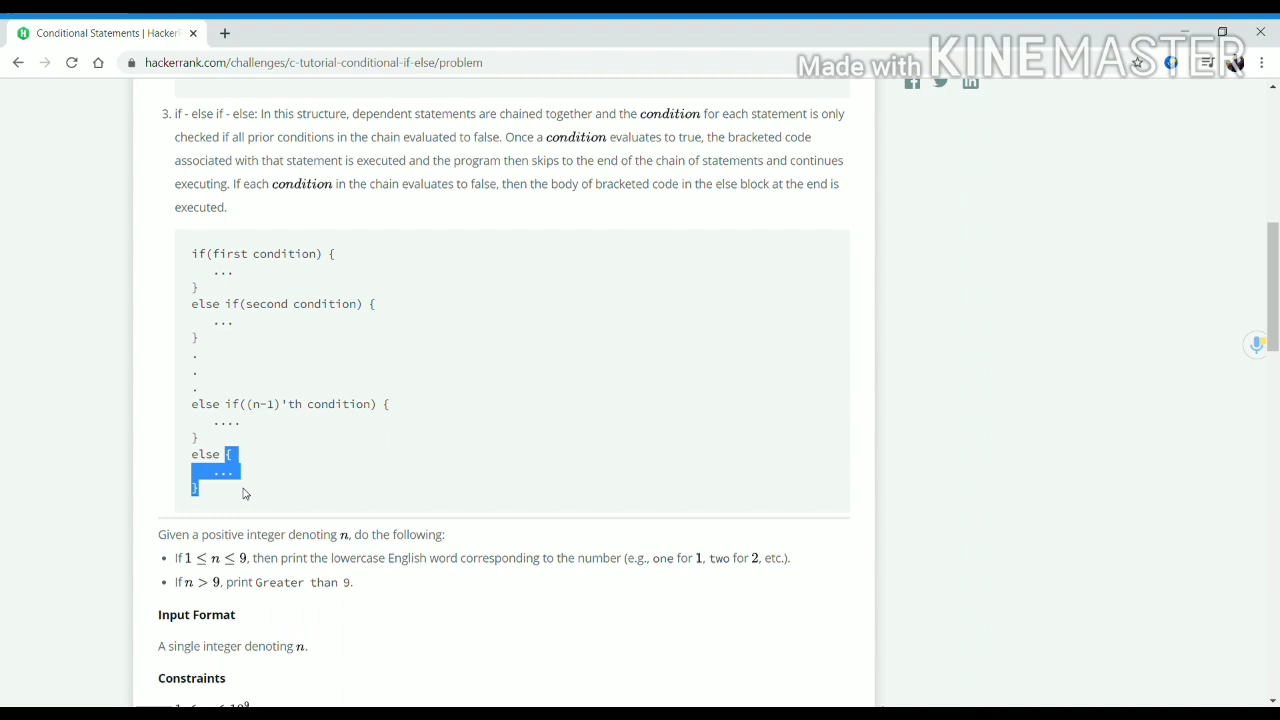 Conditional Statements | Hacker
hackerrank.com/challenges/c-tutorial-conditional-if-else/problem
Made with KINEMASTER
3. if - else if - else: In this structure, dependent statements are chained together and the condition for each statement is only
checked if all prior conditions in the chain evaluated to false. Once a condition evaluates to true, the bracketed code
associated with that statement is executed and the program then skips to the end of the chain of statements and continues
executing. If each condition in the chain evaluates to false, then the body of bracketed code in the else block at the end is
executed.
if(first condition) {
...
}
else if(second condition) {
...
}
.
.
.
else if((n-1)'th condition) {
....
}
else {
...
}
Given a positive integer denoting n, do the following:
• If 1 ≤ n ≤ 9, then print the lowercase English word corresponding to the number (e.g., one for 1, two for 2, etc.).
• If n > 9, print Greater than 9.
Input Format
A single integer denoting n.
Constraints